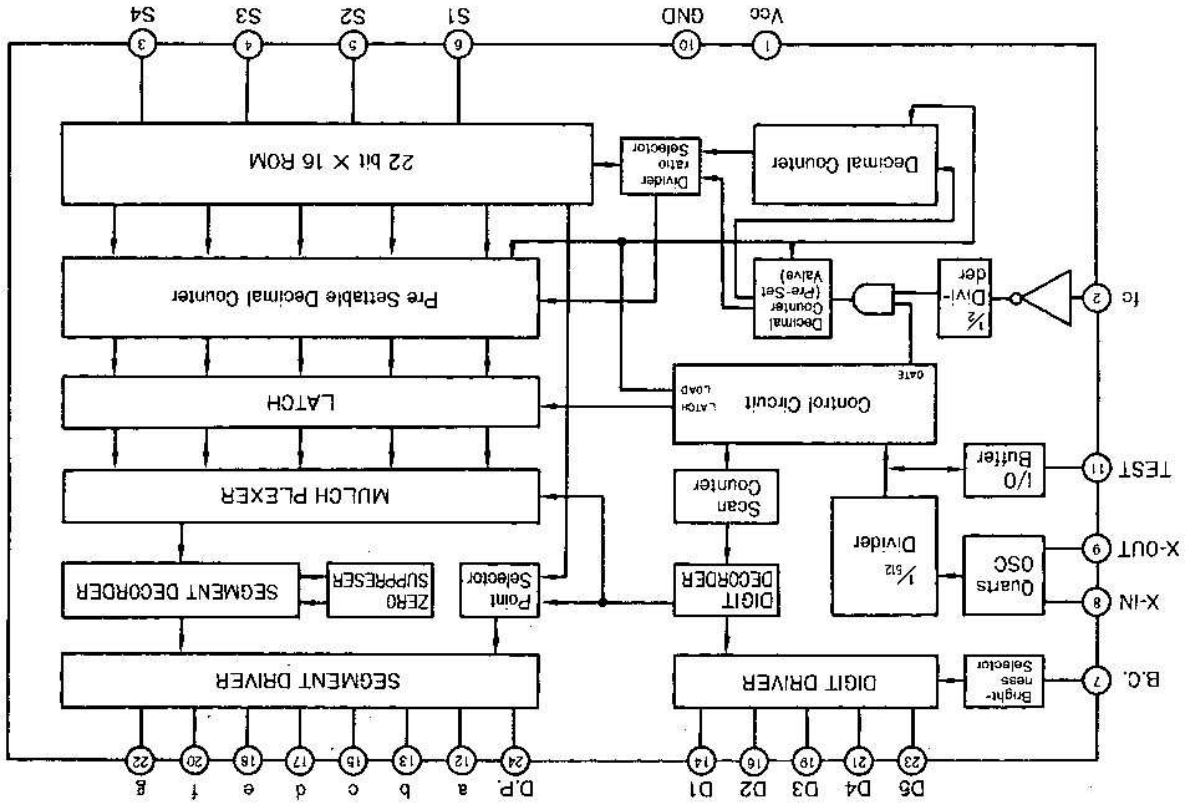 D5 D4 D3 D2 D1 D.P. a b c d e f g
23 21 19 16 14 24 12 13 15 17 18 20 22
B.C.
7
Bright-
ness
Selector
DIGIT DRIVER
SEGMENT DRIVER
X-IN
8
X-OUT
9
Quarts
OSC
1/512
Divider
DIGIT
DECORDER
Point
Selector
ZERO
SUPPRESER
SEGMENT DECORDER
TEST
11
I/O
Buffer
Scan
Counter
MULCH PLEXER
Control Circuit
LATCH
LOAD
GATE
LATCH
fc
2
1/2
Divi-
der
Decimal
Counter
(Pre-Set
Valve)
Pre Settable Decimal Counter
Decimal Counter
Divider
ratio
Selector
22 bit X 16 ROM
1 10 6 5 4 3
Vcc GND S1 S2 S3 S4